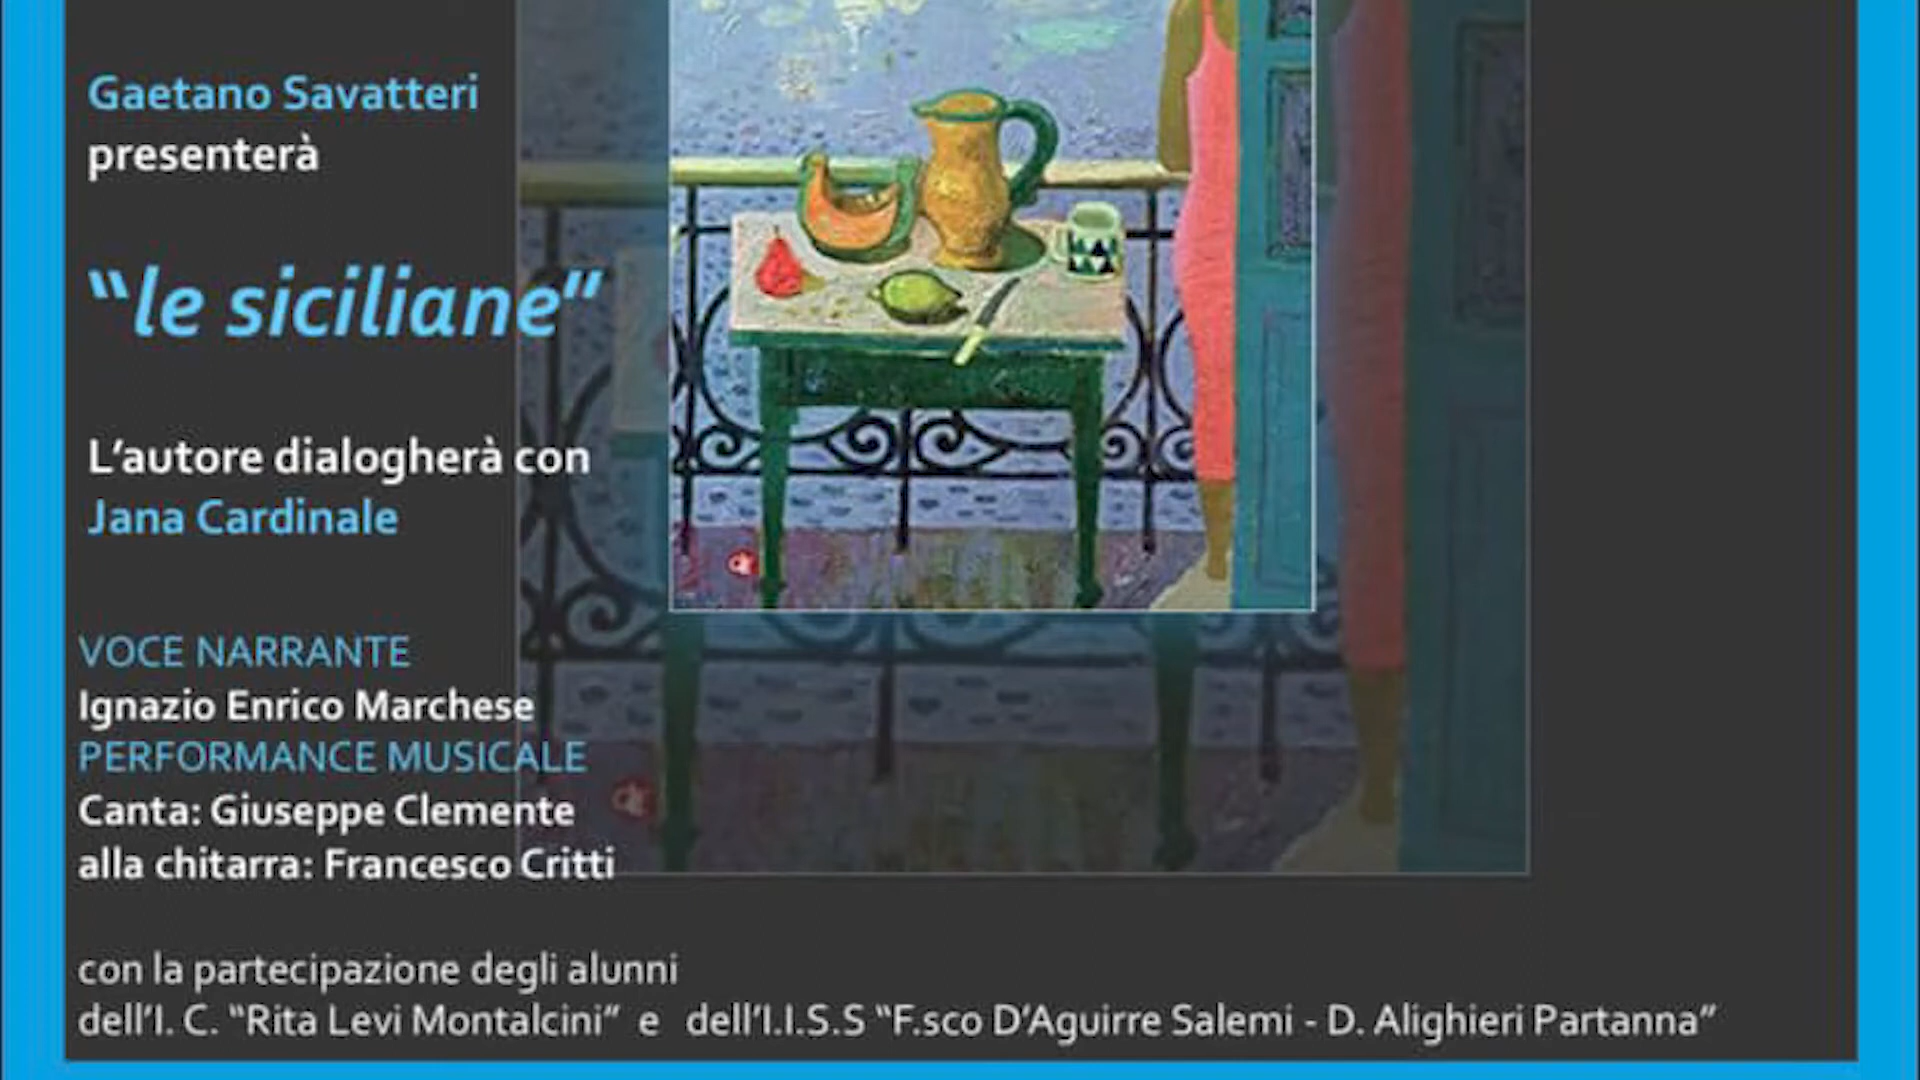 Gaetano Savatteri
presenterà
“le siciliane”
L’autore dialogherà con
Jana Cardinale
VOCE NARRANTE
Ignazio Enrico Marchese
PERFORMANCE MUSICALE
Canta: Giuseppe Clemente
alla chitarra: Francesco Critti
con la partecipazione degli alunni
dell’I. C. “Rita Levi Montalcini” e dell’I.I.S.S “F.sco D’Aguirre Salemi - D. Alighieri Partanna”